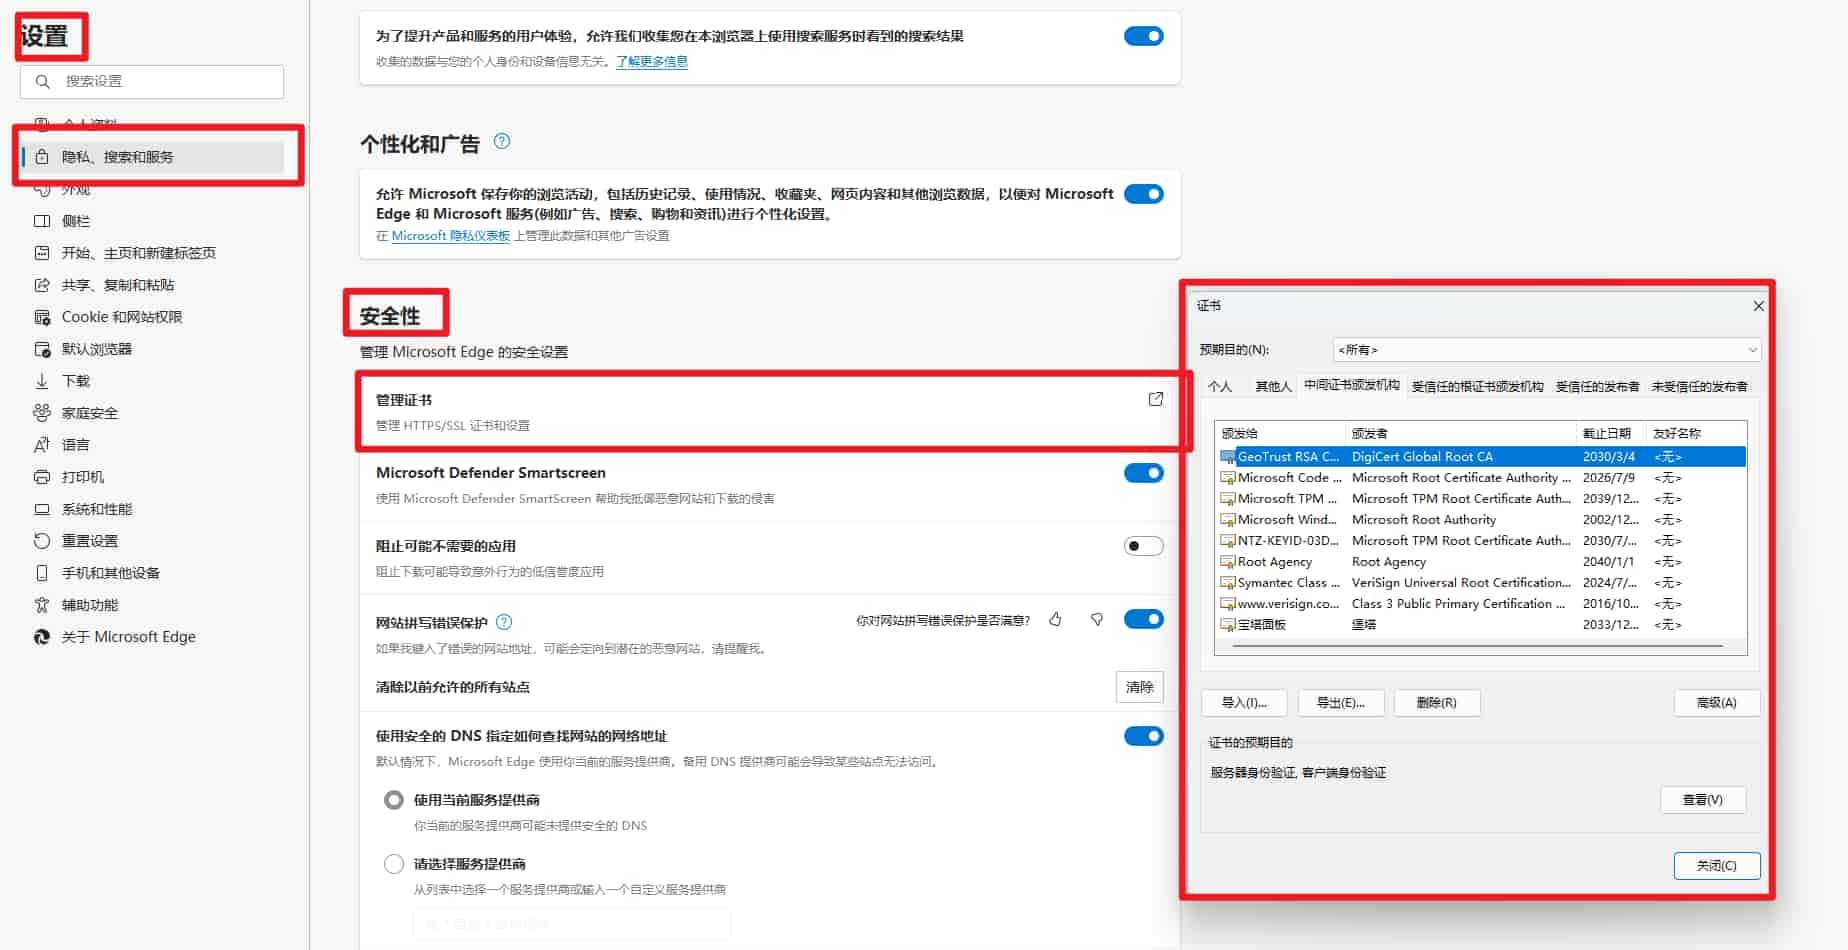 设置
搜索设置
个人资料
隐私、搜索和服务
外观
侧栏
开始、主页和新建标签页
共享、复制和粘贴
Cookie 和网站权限
默认浏览器
下载
家庭安全
语言
打印机
系统和性能
重置设置
手机和其他设备
辅助功能
关于 Microsoft Edge
为了提升产品和服务的用户体验，允许我们收集您在本浏览器上使用搜索服务时看到的搜索结果
收集的数据与您的个人身份和设备信息无关。了解更多信息
个性化和广告
允许 Microsoft 保存你的浏览活动，包括历史记录、使用情况、收藏夹、网页内容和其他浏览数据，以便对 Microsoft
Edge 和 Microsoft 服务(例如广告、搜索、购物和资讯)进行个性化设置。
在 Microsoft 隐私仪表板 上管理此数据和其他广告设置
安全性
管理 Microsoft Edge 的安全设置
管理证书
管理 HTTPS/SSL 证书和设置
Microsoft Defender Smartscreen
使用 Microsoft Defender SmartScreen 帮助我抵御恶意网站和下载的侵害
阻止可能不需要的应用
阻止下载可能导致意外行为的低信誉度应用
网站拼写错误保护
你对网站拼写错误保护是否满意?
如果我键入了错误的网站地址，可能会定向到潜在的恶意网站，请提醒我。
清除以前允许的所有站点
清除
使用安全的 DNS 指定如何查找网站的网络地址
默认情况下，Microsoft Edge 使用你当前的服务提供商。备用 DNS 提供商可能会导致某些站点无法访问。
使用当前服务提供商
你当前的服务提供商可能未提供安全的 DNS
请选择服务提供商
从列表中选择一个服务提供商或输入一个自定义服务提供商
证书
预期目的(N): <所有>
个人 其他人 中间证书颁发机构 受信任的根证书颁发机构 受信任的发布者 未受信任的发布者
颁发给 颁发者 截止日期 友好名称
GeoTrust RSA C... DigiCert Global Root CA 2030/3/4 <无>
Microsoft Code ... Microsoft Root Certificate Authority ... 2026/7/9 <无>
Microsoft TPM ... Microsoft TPM Root Certificate Auth... 2039/12... <无>
Microsoft Wind... Microsoft Root Authority 2002/12... <无>
NTZ-KEYID-03D... Microsoft TPM Root Certificate Auth... 2030/7/... <无>
Root Agency Root Agency 2040/1/1 <无>
Symantec Class ... VeriSign Universal Root Certification... 2024/7/... <无>
www.verisign.co... Class 3 Public Primary Certification ... 2016/10... <无>
宝塔面板 堡塔 2033/12... <无>
导入(I)... 导出(E)... 删除(R) 高级(A)
证书的预期目的
服务器身份验证, 客户端身份验证
查看(V)
关闭(C)